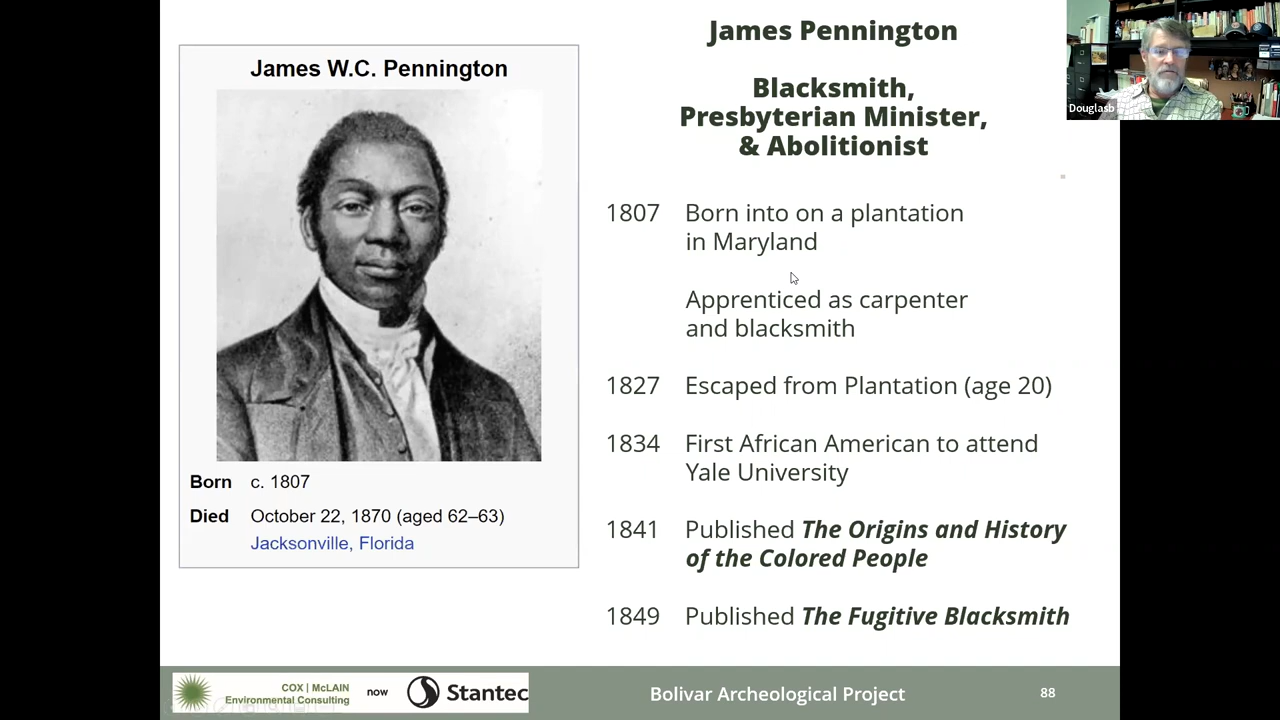 James W.C. Pennington
Born c. 1807
Died October 22, 1870 (aged 62–63)
Jacksonville, Florida
James Pennington
Blacksmith,
Presbyterian Minister,
& Abolitionist
1807 Born into on a plantation
in Maryland
Apprenticed as carpenter
and blacksmith
1827 Escaped from Plantation (age 20)
1834 First African American to attend
Yale University
1841 Published The Origins and History
of the Colored People
1849 Published The Fugitive Blacksmith
Douglasb
COX | McLAIN
Environmental Consulting
now
Stantec
Bolivar Archeological Project
88